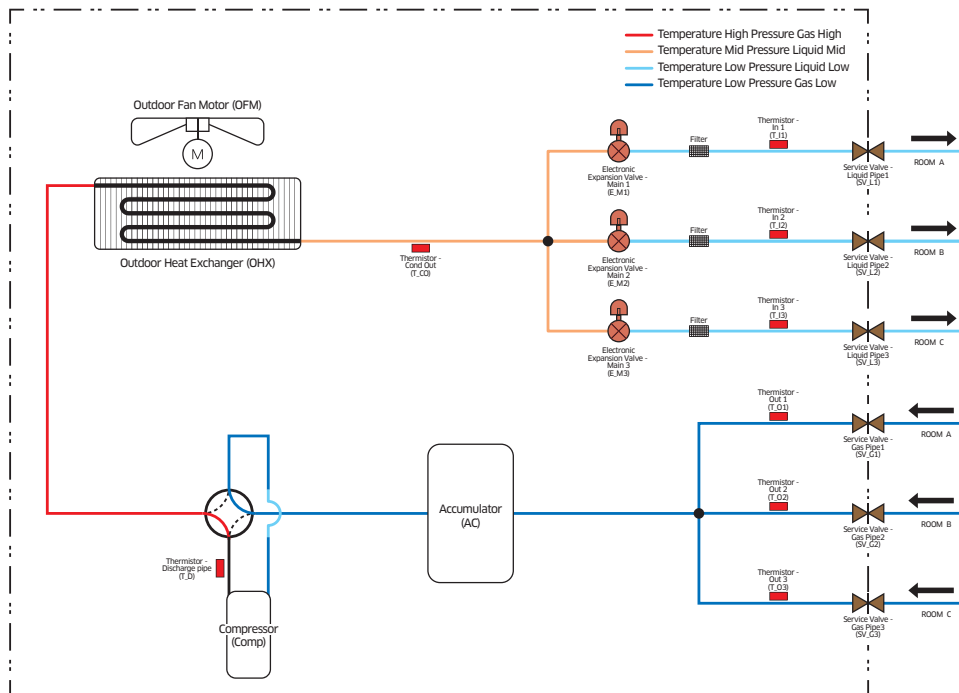 Temperature High Pressure Gas High
Temperature Mid Pressure Liquid Mid
Temperature Low Pressure Liquid Low
Temperature Low Pressure Gas Low
Outdoor Fan Motor (OFM)
M
Outdoor Heat Exchanger (OHX)
Thermistor -
Cond Out
(T_CO)
Electronic
Expansion Valve -
Main 1
(E_M1)
Filter
Thermistor -
In 1
(T_I1)
Service Valve -
Liquid Pipe1
(SV_L1)
ROOM A
Electronic
Expansion Valve -
Main 2
(E_M2)
Filter
Thermistor -
In 2
(T_I2)
Service Valve -
Liquid Pipe2
(SV_L2)
ROOM B
Electronic
Expansion Valve -
Main 3
(E_M3)
Filter
Thermistor -
In 3
(T_I3)
Service Valve -
Liquid Pipe3
(SV_L3)
ROOM C
Thermistor -
Out 1
(T_O1)
Service Valve -
Gas Pipe1
(SV_G1)
ROOM A
Thermistor -
Out 2
(T_O2)
Service Valve -
Gas Pipe2
(SV_G2)
ROOM B
Thermistor -
Out 3
(T_O3)
Service Valve -
Gas Pipe3
(SV_G3)
ROOM C
Accumulator
(AC)
Thermistor -
Discharge pipe
(T_D)
Compressor
(Comp)